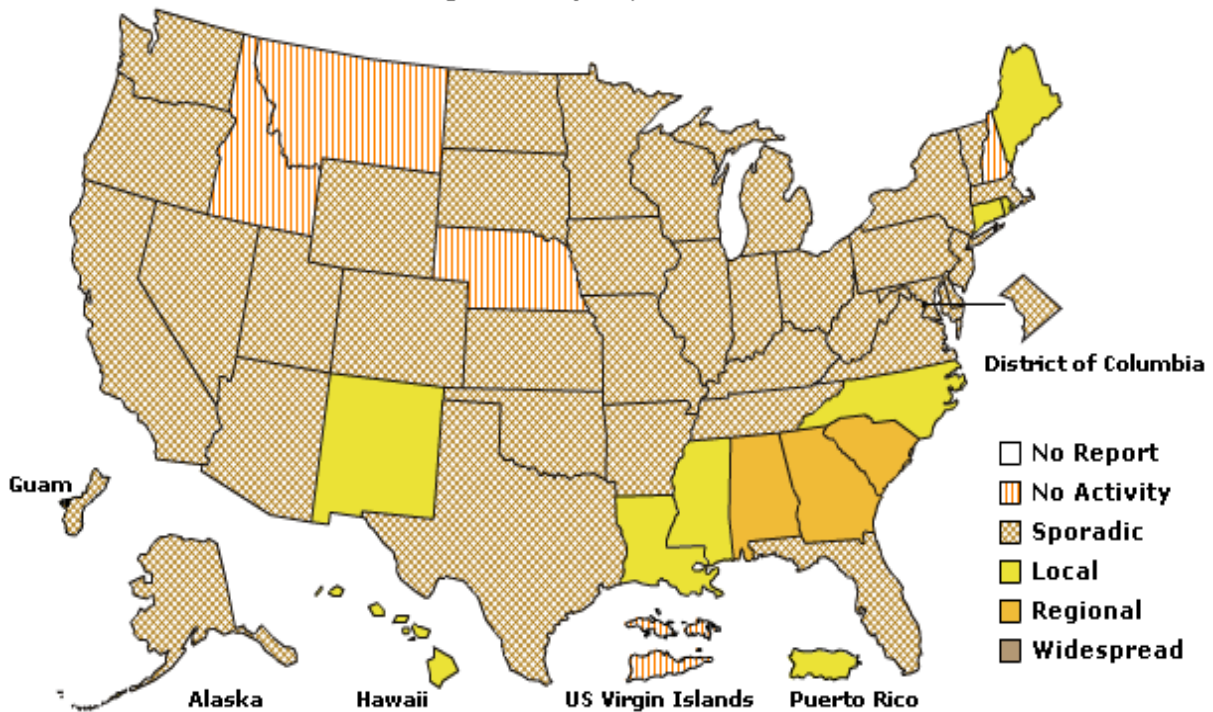 District of Columbia
Guam
No Report
No Activity
Sporadic
Local
Regional
Widespread
Alaska
Hawaii
US Virgin Islands
Puerto Rico